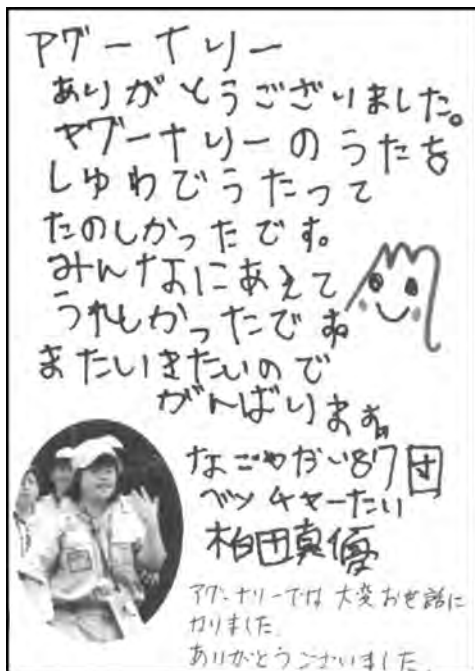 アグーナリー
ありがとうございました。
アグーナリーのうたを
しゅわでうたって
たのしかったです。
みんなにあえて
うれしかったです。
またいきたいので
がんばります。
なごやだい87団
ベンチャーたい
柏田真優
アグーナリーでは 大変お世話に
なりました
ありがとうございました